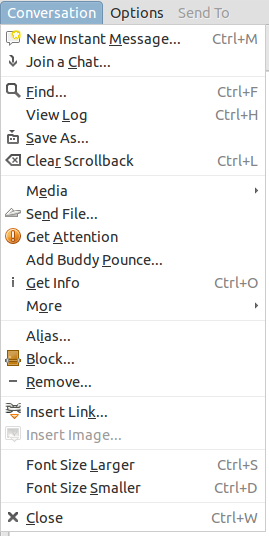 Conversation Options Send To
New Instant Message... Ctrl+M
Join a Chat...
Find... Ctrl+F
View Log Ctrl+H
Save As...
Clear Scrollback Ctrl+L
Media
Send File...
Get Attention
Add Buddy Pounce...
Get Info Ctrl+O
More
Alias...
Block...
Remove...
Insert Link...
Insert Image...
Font Size Larger Ctrl+S
Font Size Smaller Ctrl+D
Close Ctrl+W